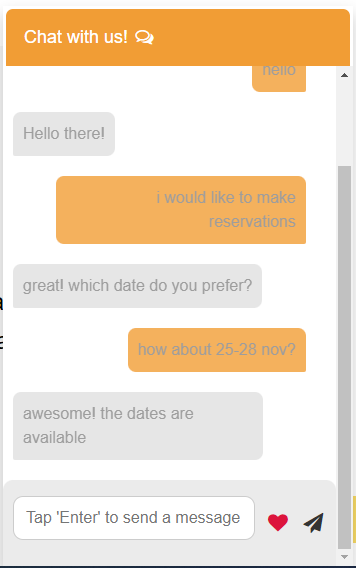 Chat with us!
hello
Hello there!
i would like to make
reservations
great! which date do you prefer?
how about 25-28 nov?
awesome! the dates are
available
Tap 'Enter' to send a message